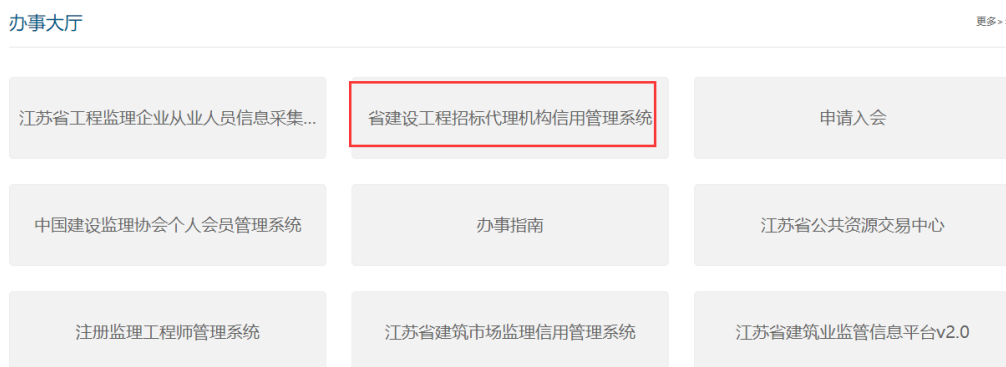 办事大厅
更多>
江苏省工程监理企业从业人员信息采集...
省建设工程招标代理机构信用管理系统
申请入会
中国建设监理协会个人会员管理系统
办事指南
江苏省公共资源交易中心
注册监理工程师管理系统
江苏省建筑市场监理信用管理系统
江苏省建筑业监管信息平台v2.0